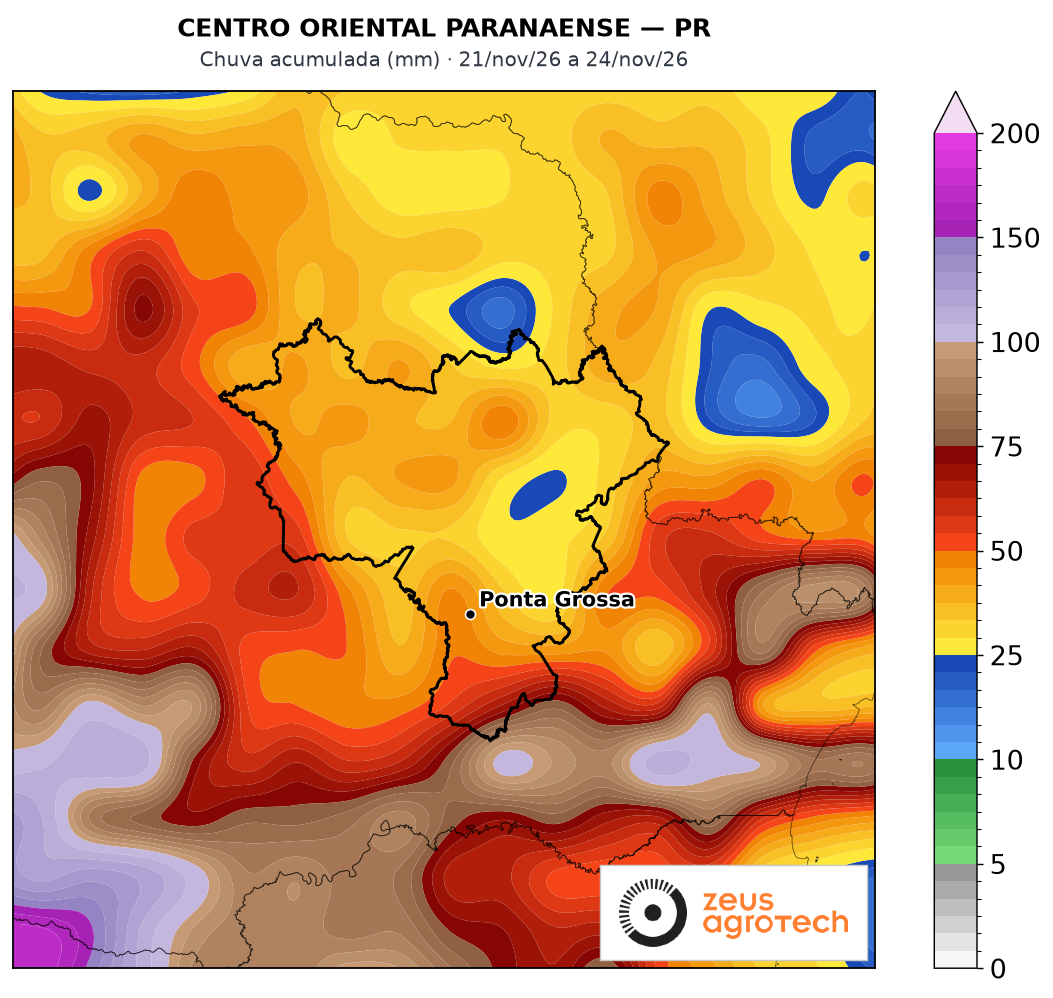 CENTRO ORIENTAL PARANAENSE — PR
Chuva acumulada (mm) · 21/nov/26 a 24/nov/26
200
150
100
75
50
25
10
5
0
Ponta Grossa
zeus
agrotech